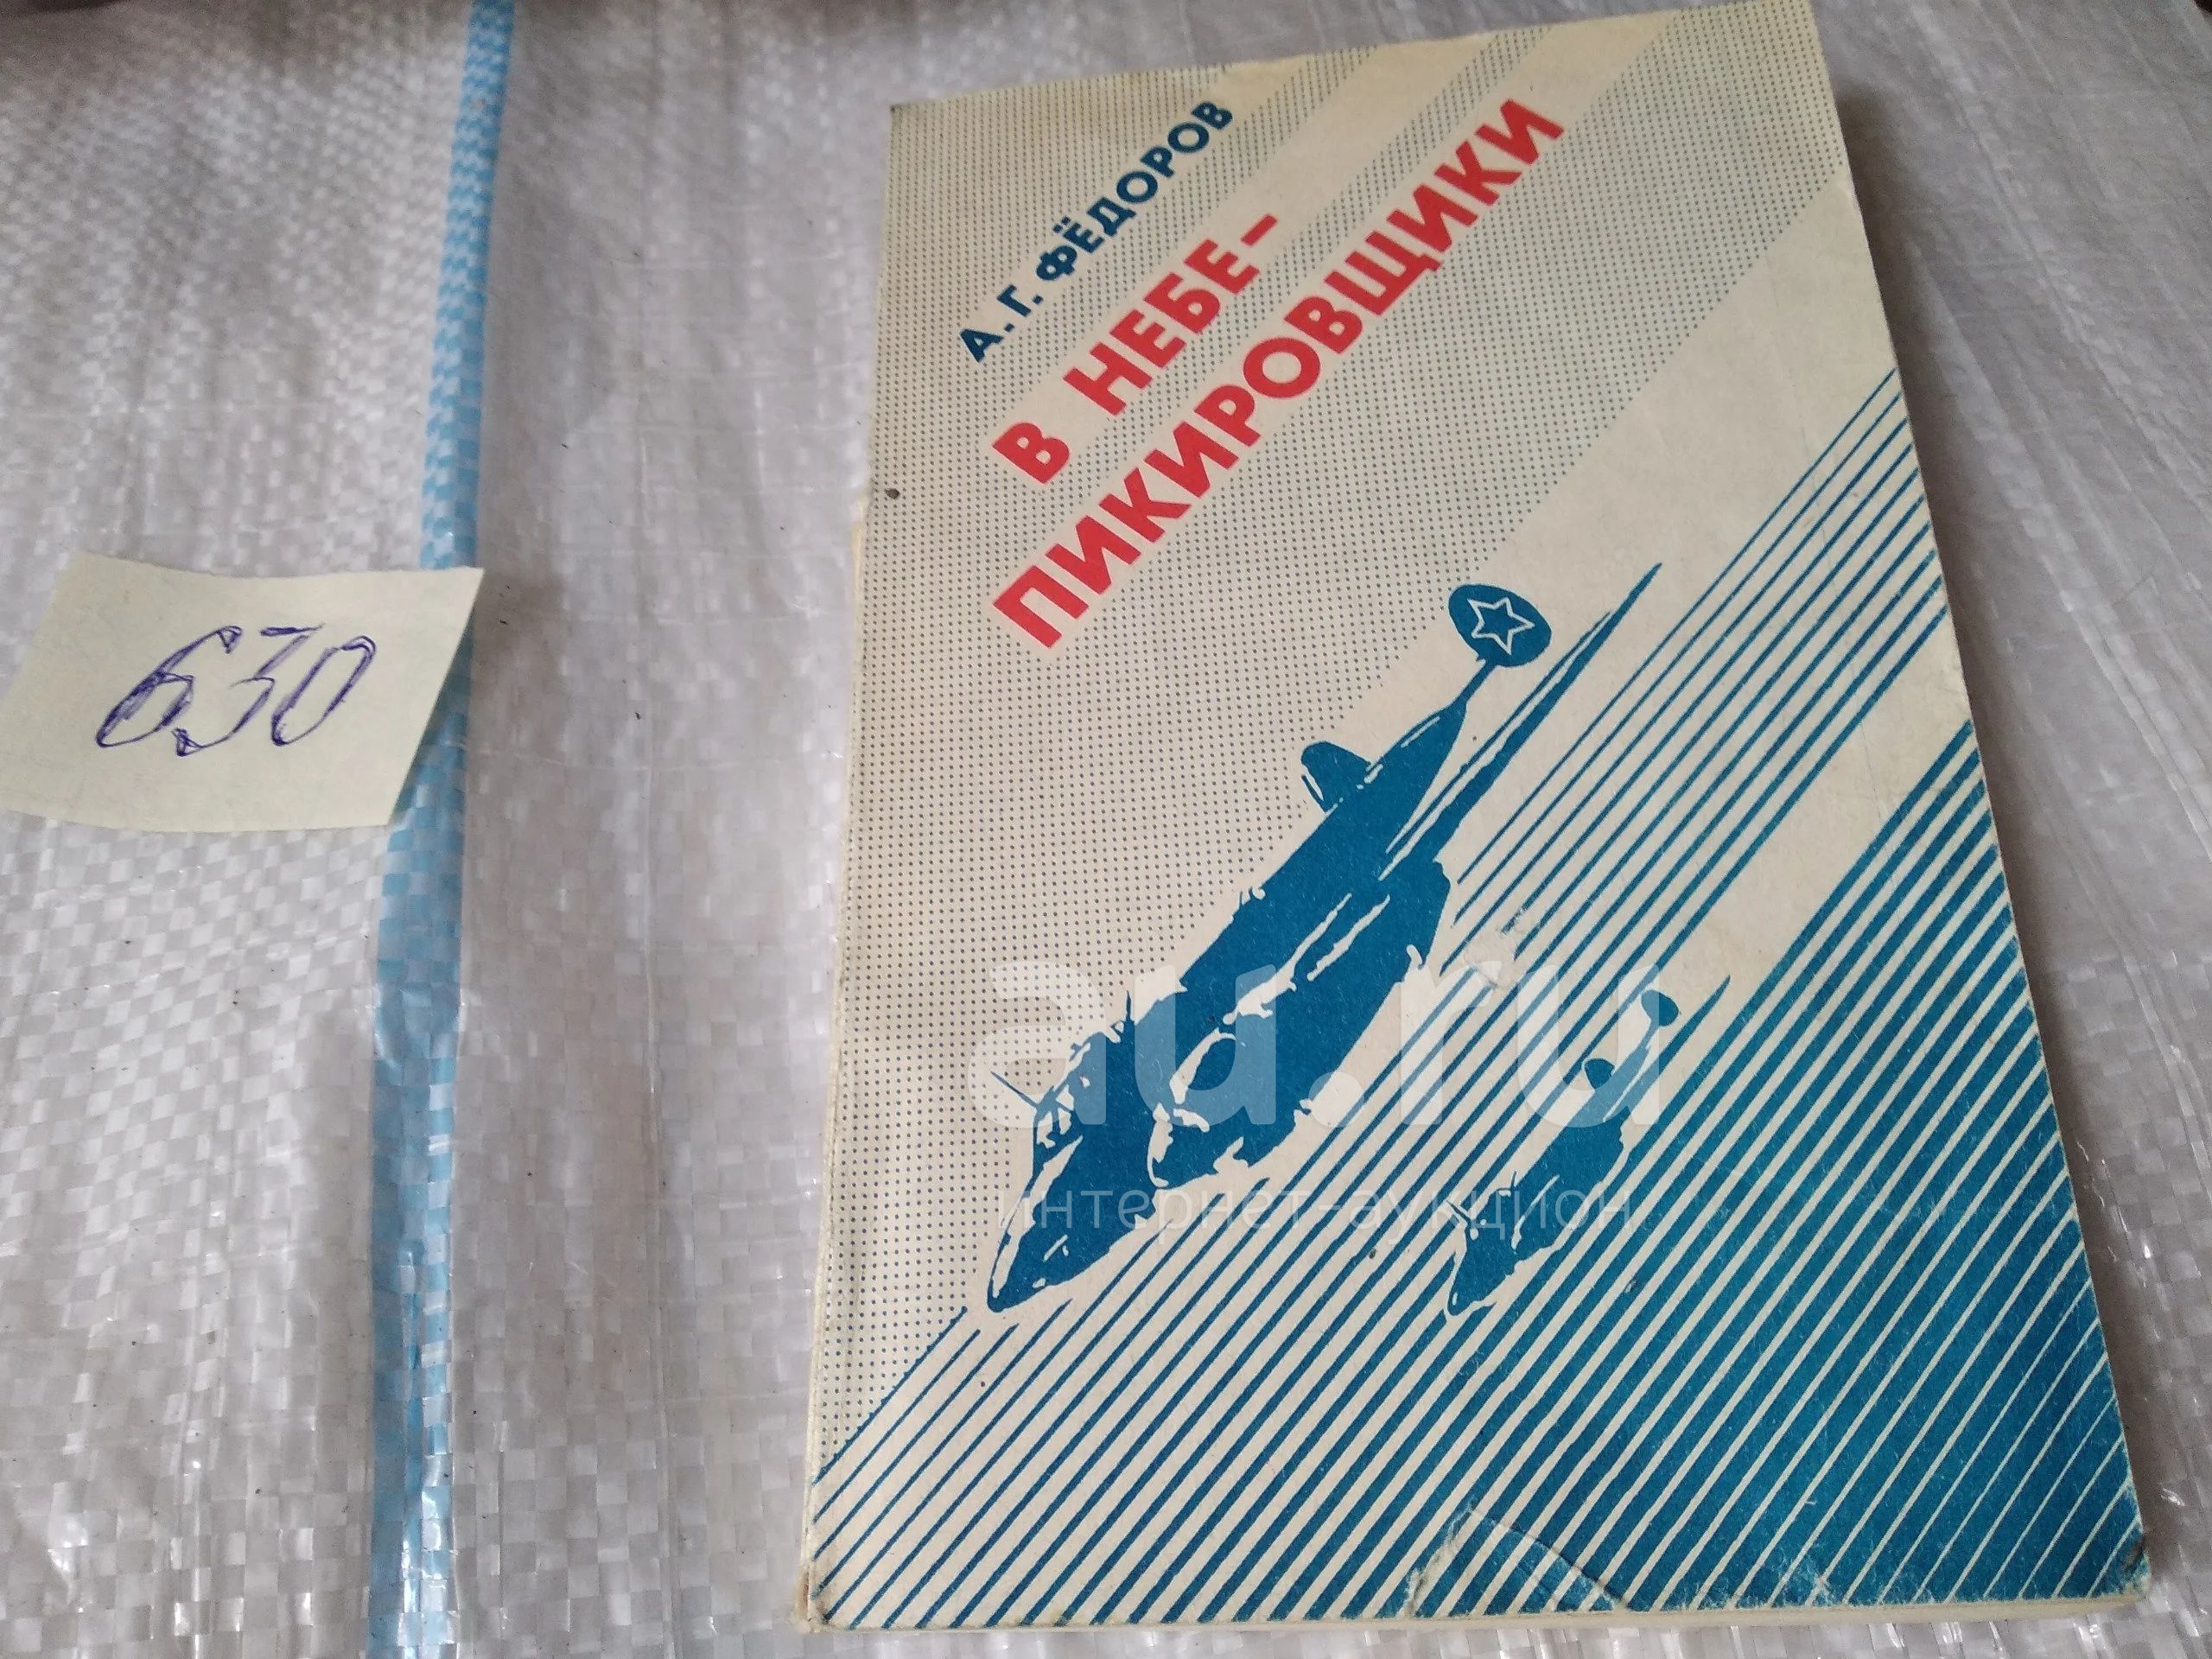 А. Г. ФЁДОРОВ
В НЕБЕ-
ПИКИРОВЩИКИ
630
au.ru
интернет-аукцион